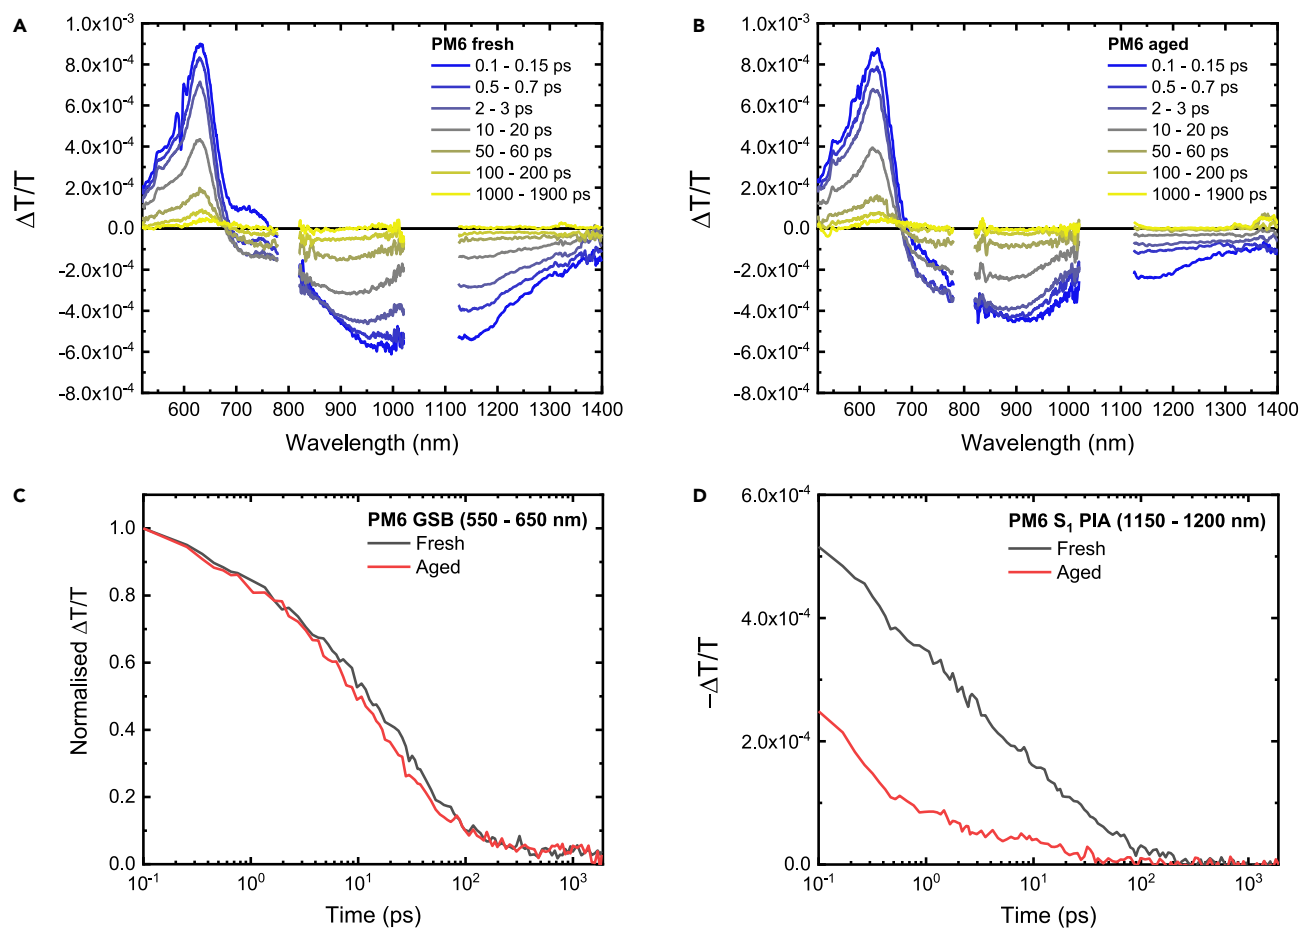 A
1.0x10⁻³
8.0x10⁻⁴
6.0x10⁻⁴
4.0x10⁻⁴
2.0x10⁻⁴
0.0
−2.0x10⁻⁴
−4.0x10⁻⁴
−6.0x10⁻⁴
−8.0x10⁻⁴
ΔT/T
PM6 fresh
0.1 - 0.15 ps
0.5 - 0.7 ps
2 - 3 ps
10 - 20 ps
50 - 60 ps
100 - 200 ps
1000 - 1900 ps
600 700 800 900 1000 1100 1200 1300 1400
Wavelength (nm)
B
1.0x10⁻³
8.0x10⁻⁴
6.0x10⁻⁴
4.0x10⁻⁴
2.0x10⁻⁴
0.0
−2.0x10⁻⁴
−4.0x10⁻⁴
−6.0x10⁻⁴
−8.0x10⁻⁴
ΔT/T
PM6 aged
0.1 - 0.15 ps
0.5 - 0.7 ps
2 - 3 ps
10 - 20 ps
50 - 60 ps
100 - 200 ps
1000 - 1900 ps
600 700 800 900 1000 1100 1200 1300 1400
Wavelength (nm)
C
1.0
0.8
0.6
0.4
0.2
0.0
Normalised ΔT/T
PM6 GSB (550 - 650 nm)
Fresh
Aged
10⁻¹ 10⁰ 10¹ 10² 10³
Time (ps)
D
6.0x10⁻⁴
4.0x10⁻⁴
2.0x10⁻⁴
0.0
−ΔT/T
PM6 S₁ PIA (1150 - 1200 nm)
Fresh
Aged
10⁻¹ 10⁰ 10¹ 10² 10³
Time (ps)